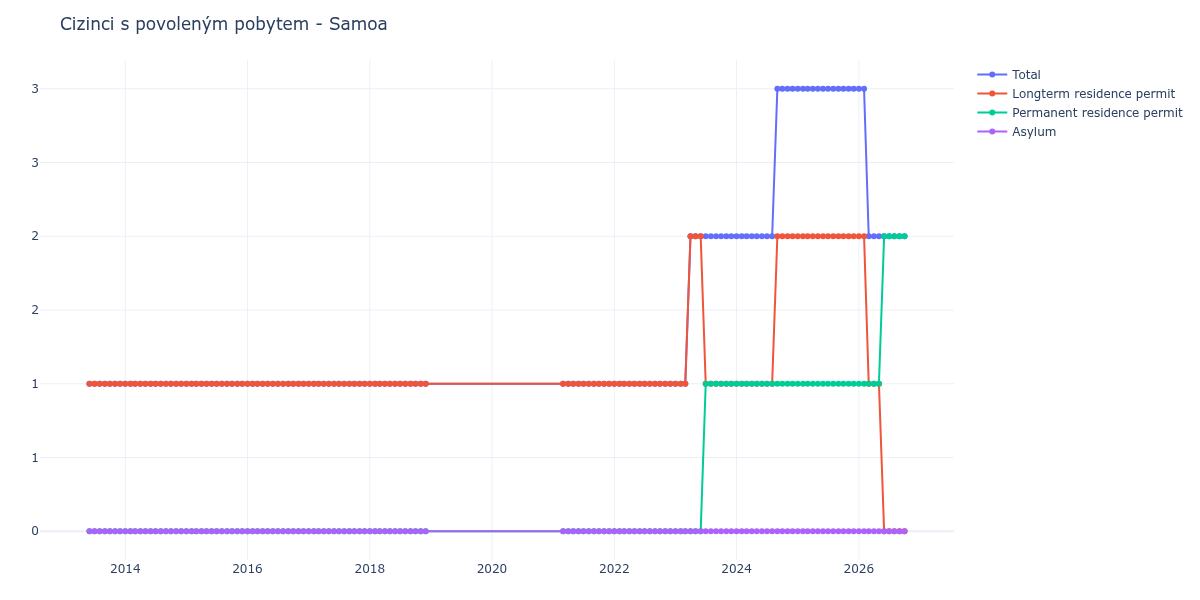 Cizinci s povoleným pobytem - Samoa
Total
Longterm residence permit
Permanent residence permit
Asylum
3
3
2
2
1
1
0
2014
2016
2018
2020
2022
2024
2026